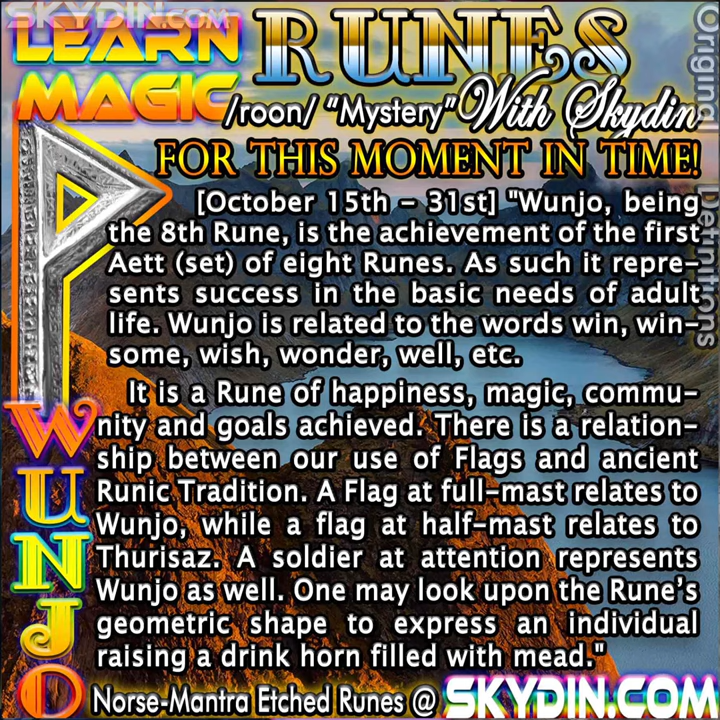 SKYDIN.COM
LEARN
MAGIC
RUNES
/roon/ "Mystery" With Skydin
FOR THIS MOMENT IN TIME!
[October 15th – 31st] "Wunjo, being
the 8th Rune, is the achievement of the first
Aett (set) of eight Runes. As such it repre-
sents success in the basic needs of adult
life. Wunjo is related to the words win, win-
some, wish, wonder, well, etc.
It is a Rune of happiness, magic, commu-
nity and goals achieved. There is a relation-
ship between our use of Flags and ancient
Runic Tradition. A Flag at full-mast relates to
Wunjo, while a flag at half-mast relates to
Thurisaz. A soldier at attention represents
Wunjo as well. One may look upon the Rune's
geometric shape to express an individual
raising a drink horn filled with mead."
WUNJO
Original Definitions
Norse-Mantra Etched Runes @ SKYDIN.COM